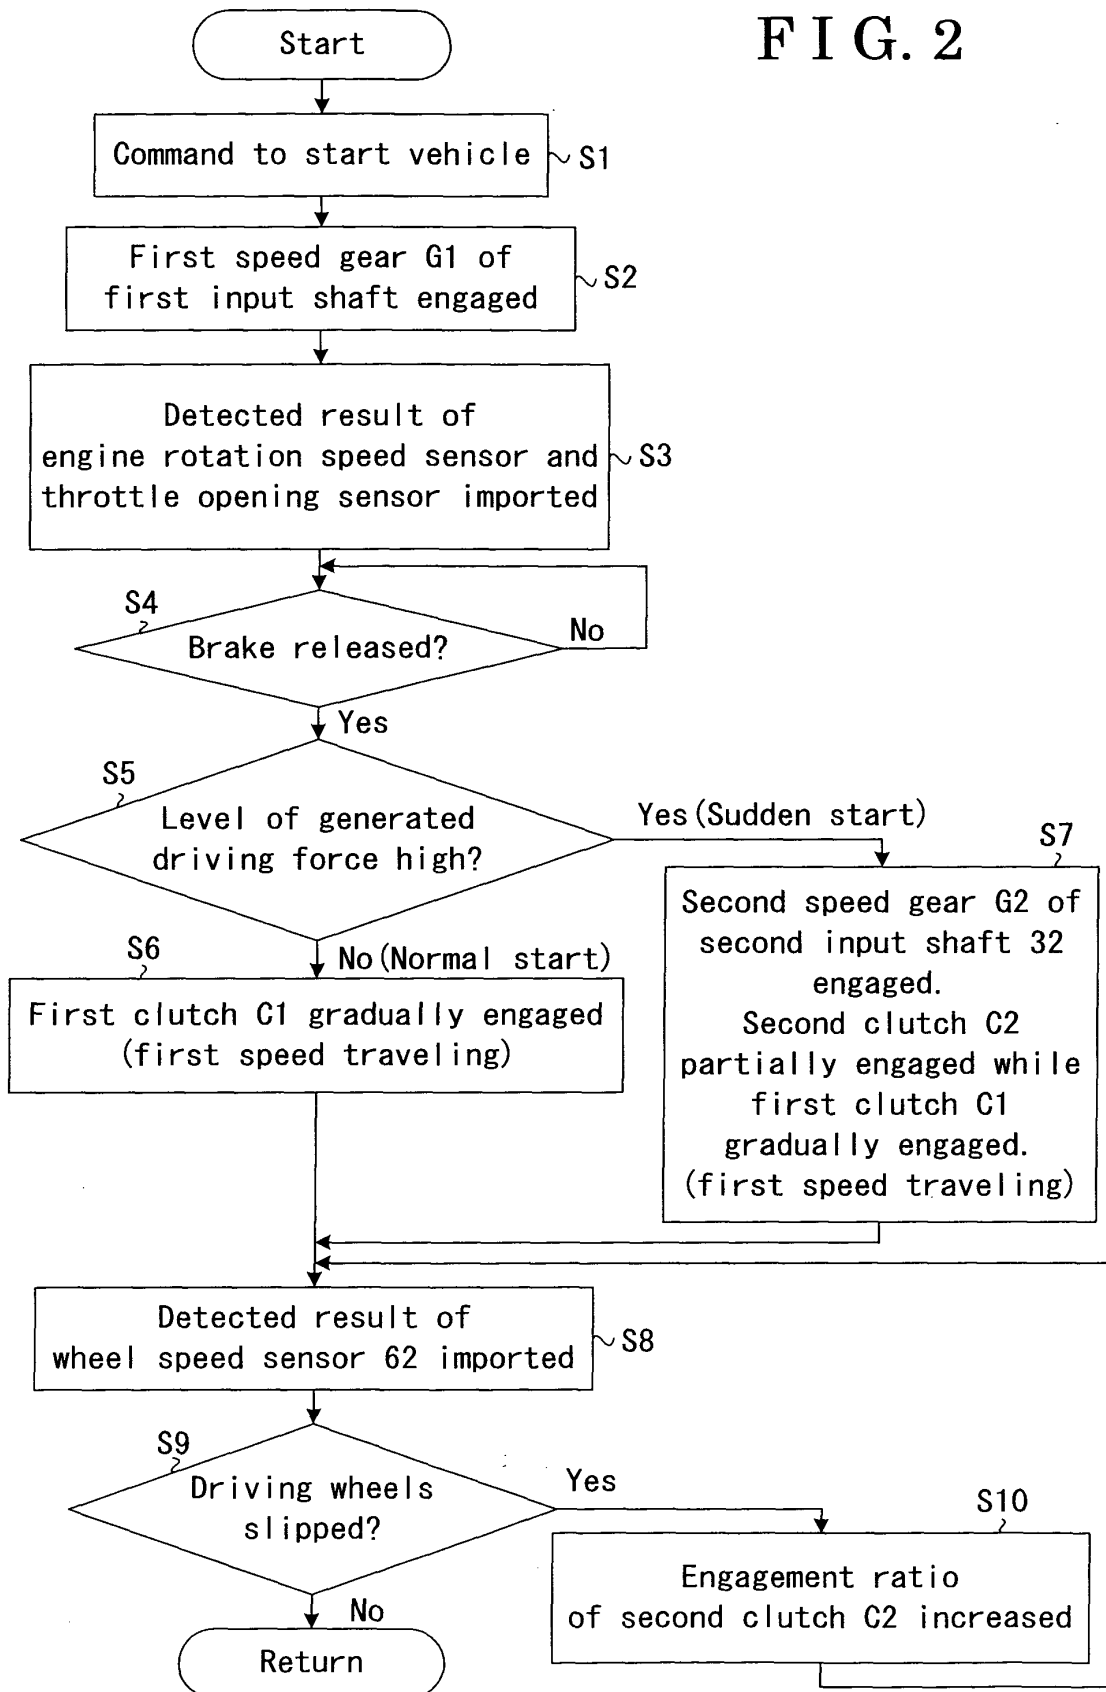 FIG. 2
Start
Command to start vehicle
S1
First speed gear G1 of
first input shaft engaged
S2
Detected result of
engine rotation speed sensor and
throttle opening sensor imported
S3
S4
Brake released?
No
Yes
S5
Level of generated
driving force high?
Yes(Sudden start)
S6
No(Normal start)
First clutch C1 gradually engaged
(first speed traveling)
S7
Second speed gear G2 of
second input shaft 32
engaged.
Second clutch C2
partially engaged while
first clutch C1
gradually engaged.
(first speed traveling)
Detected result of
wheel speed sensor 62 imported
S8
S9
Driving wheels
slipped?
Yes
S10
Engagement ratio
of second clutch C2 increased
No
Return